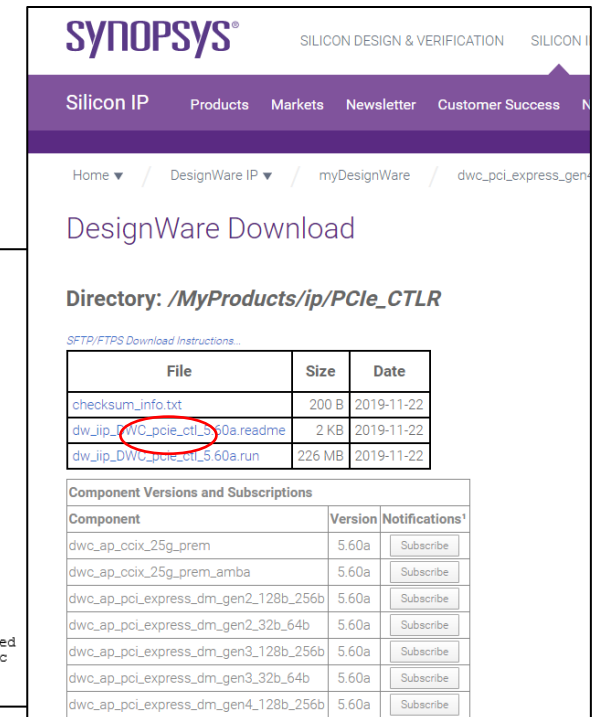 SYNOPSYS®
SILICON DESIGN & VERIFICATION SILICON
Silicon IP Products Markets Newsletter Customer Success N
Home ▼ / DesignWare IP ▼ / myDesignWare / dwc_pci_express_gen4
DesignWare Download
Directory: /MyProducts/ip/PCIe_CTLR
SFTP/FTPS Download Instructions...
File Size Date
checksum_info.txt 200 B 2019-11-22
dw_iip_DWC_pcie_ctl_5.60a.readme 2 KB 2019-11-22
dw_iip_DWC_pcie_ctl_5.60a.run 226 MB 2019-11-22
Component Versions and Subscriptions
Component Version Notifications¹
dwc_ap_ccix_25g_prem 5.60a Subscribe
dwc_ap_ccix_25g_prem_amba 5.60a Subscribe
dwc_ap_pci_express_dm_gen2_128b_256b 5.60a Subscribe
dwc_ap_pci_express_dm_gen2_32b_64b 5.60a Subscribe
dwc_ap_pci_express_dm_gen3_128b_256b 5.60a Subscribe
dwc_ap_pci_express_dm_gen3_32b_64b 5.60a Subscribe
dwc_ap_pci_express_dm_gen4_128b_256b 5.60a Subscribe
ed
c